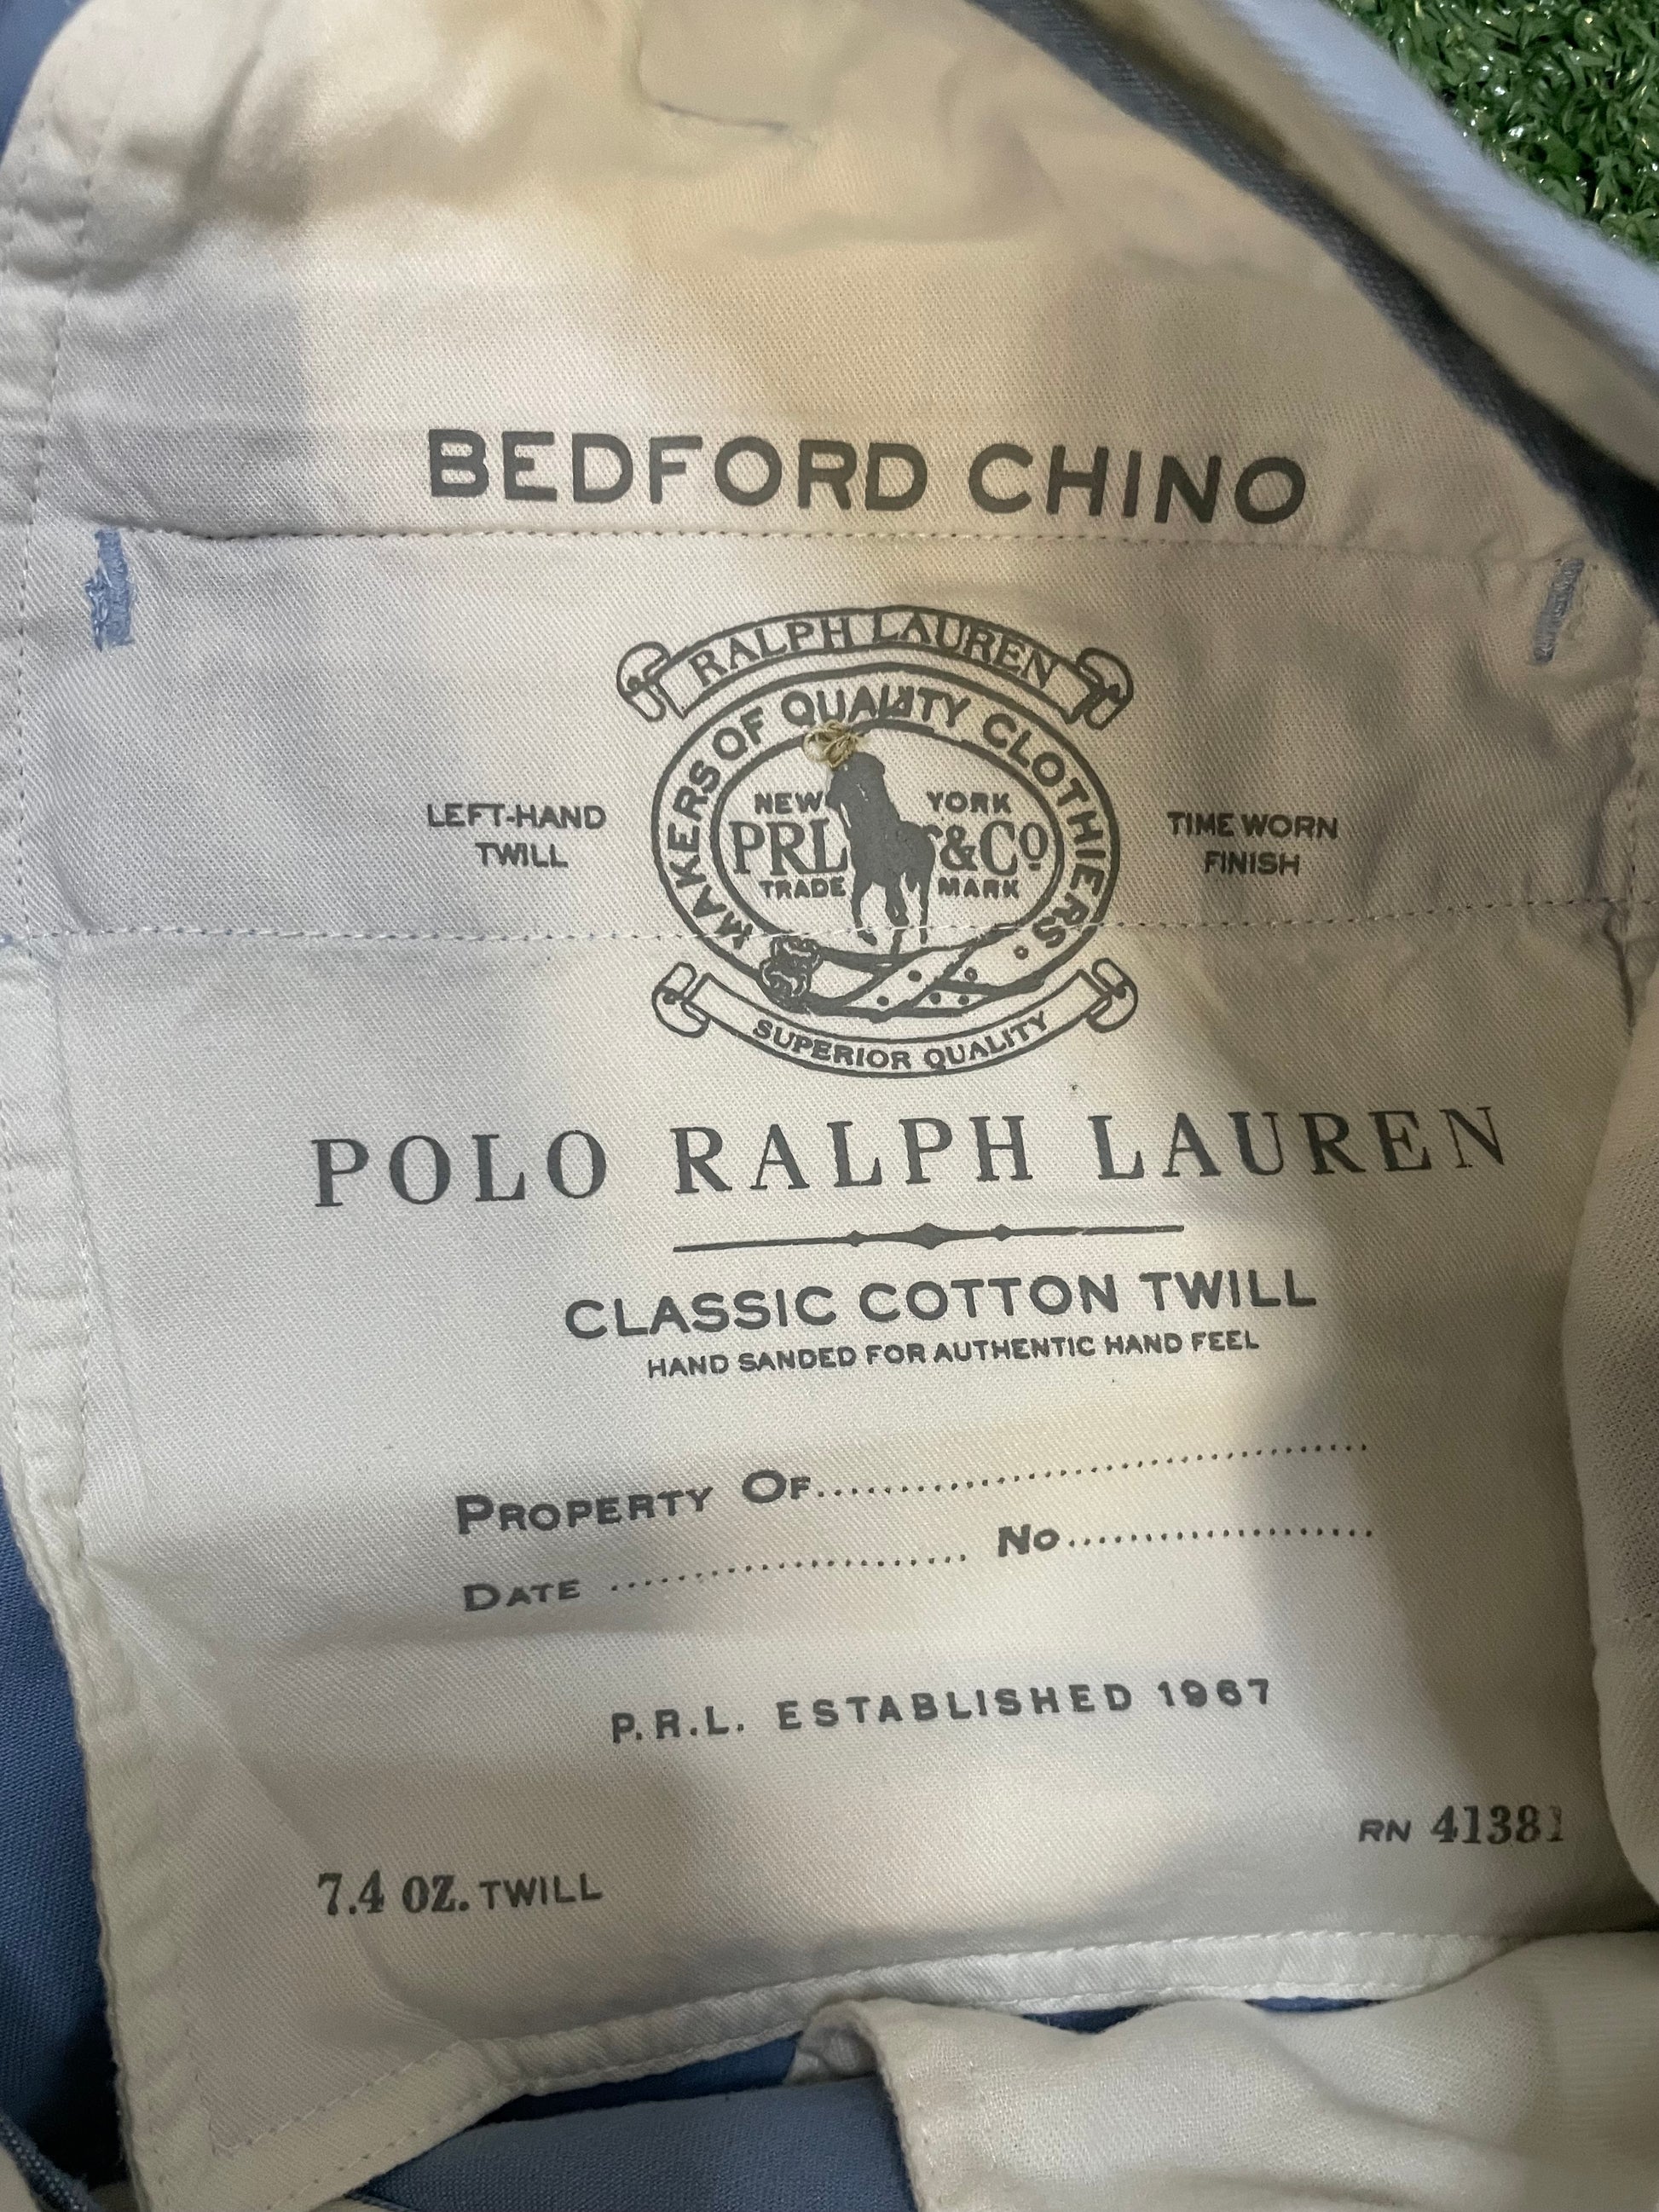 BEDFORD CHINO
RALPH LAUREN
MAKERS OF QUALITY CLOTHIERS
LEFT-HAND
TWILL
NEW YORK
PRL &Cº
TRADE MARK
TIME WORN
FINISH
SUPERIOR QUALITY
POLO RALPH LAUREN
CLASSIC COTTON TWILL
HAND SANDED FOR AUTHENTIC HAND FEEL
PROPERTY OF..............................
DATE .................... NO....................
P.R.L. ESTABLISHED 1967
RN 41381
7.4 OZ. TWILL